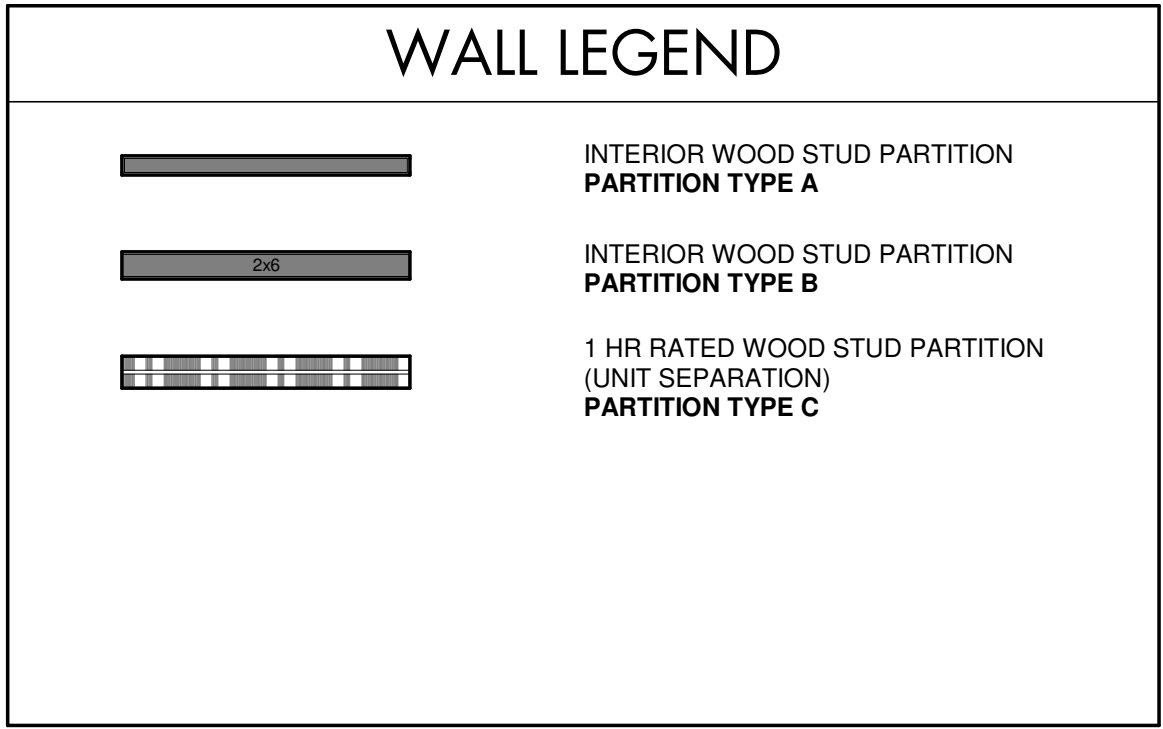 WALL LEGEND
INTERIOR WOOD STUD PARTITION
PARTITION TYPE A
2x6
INTERIOR WOOD STUD PARTITION
PARTITION TYPE B
1 HR RATED WOOD STUD PARTITION
(UNIT SEPARATION)
PARTITION TYPE C